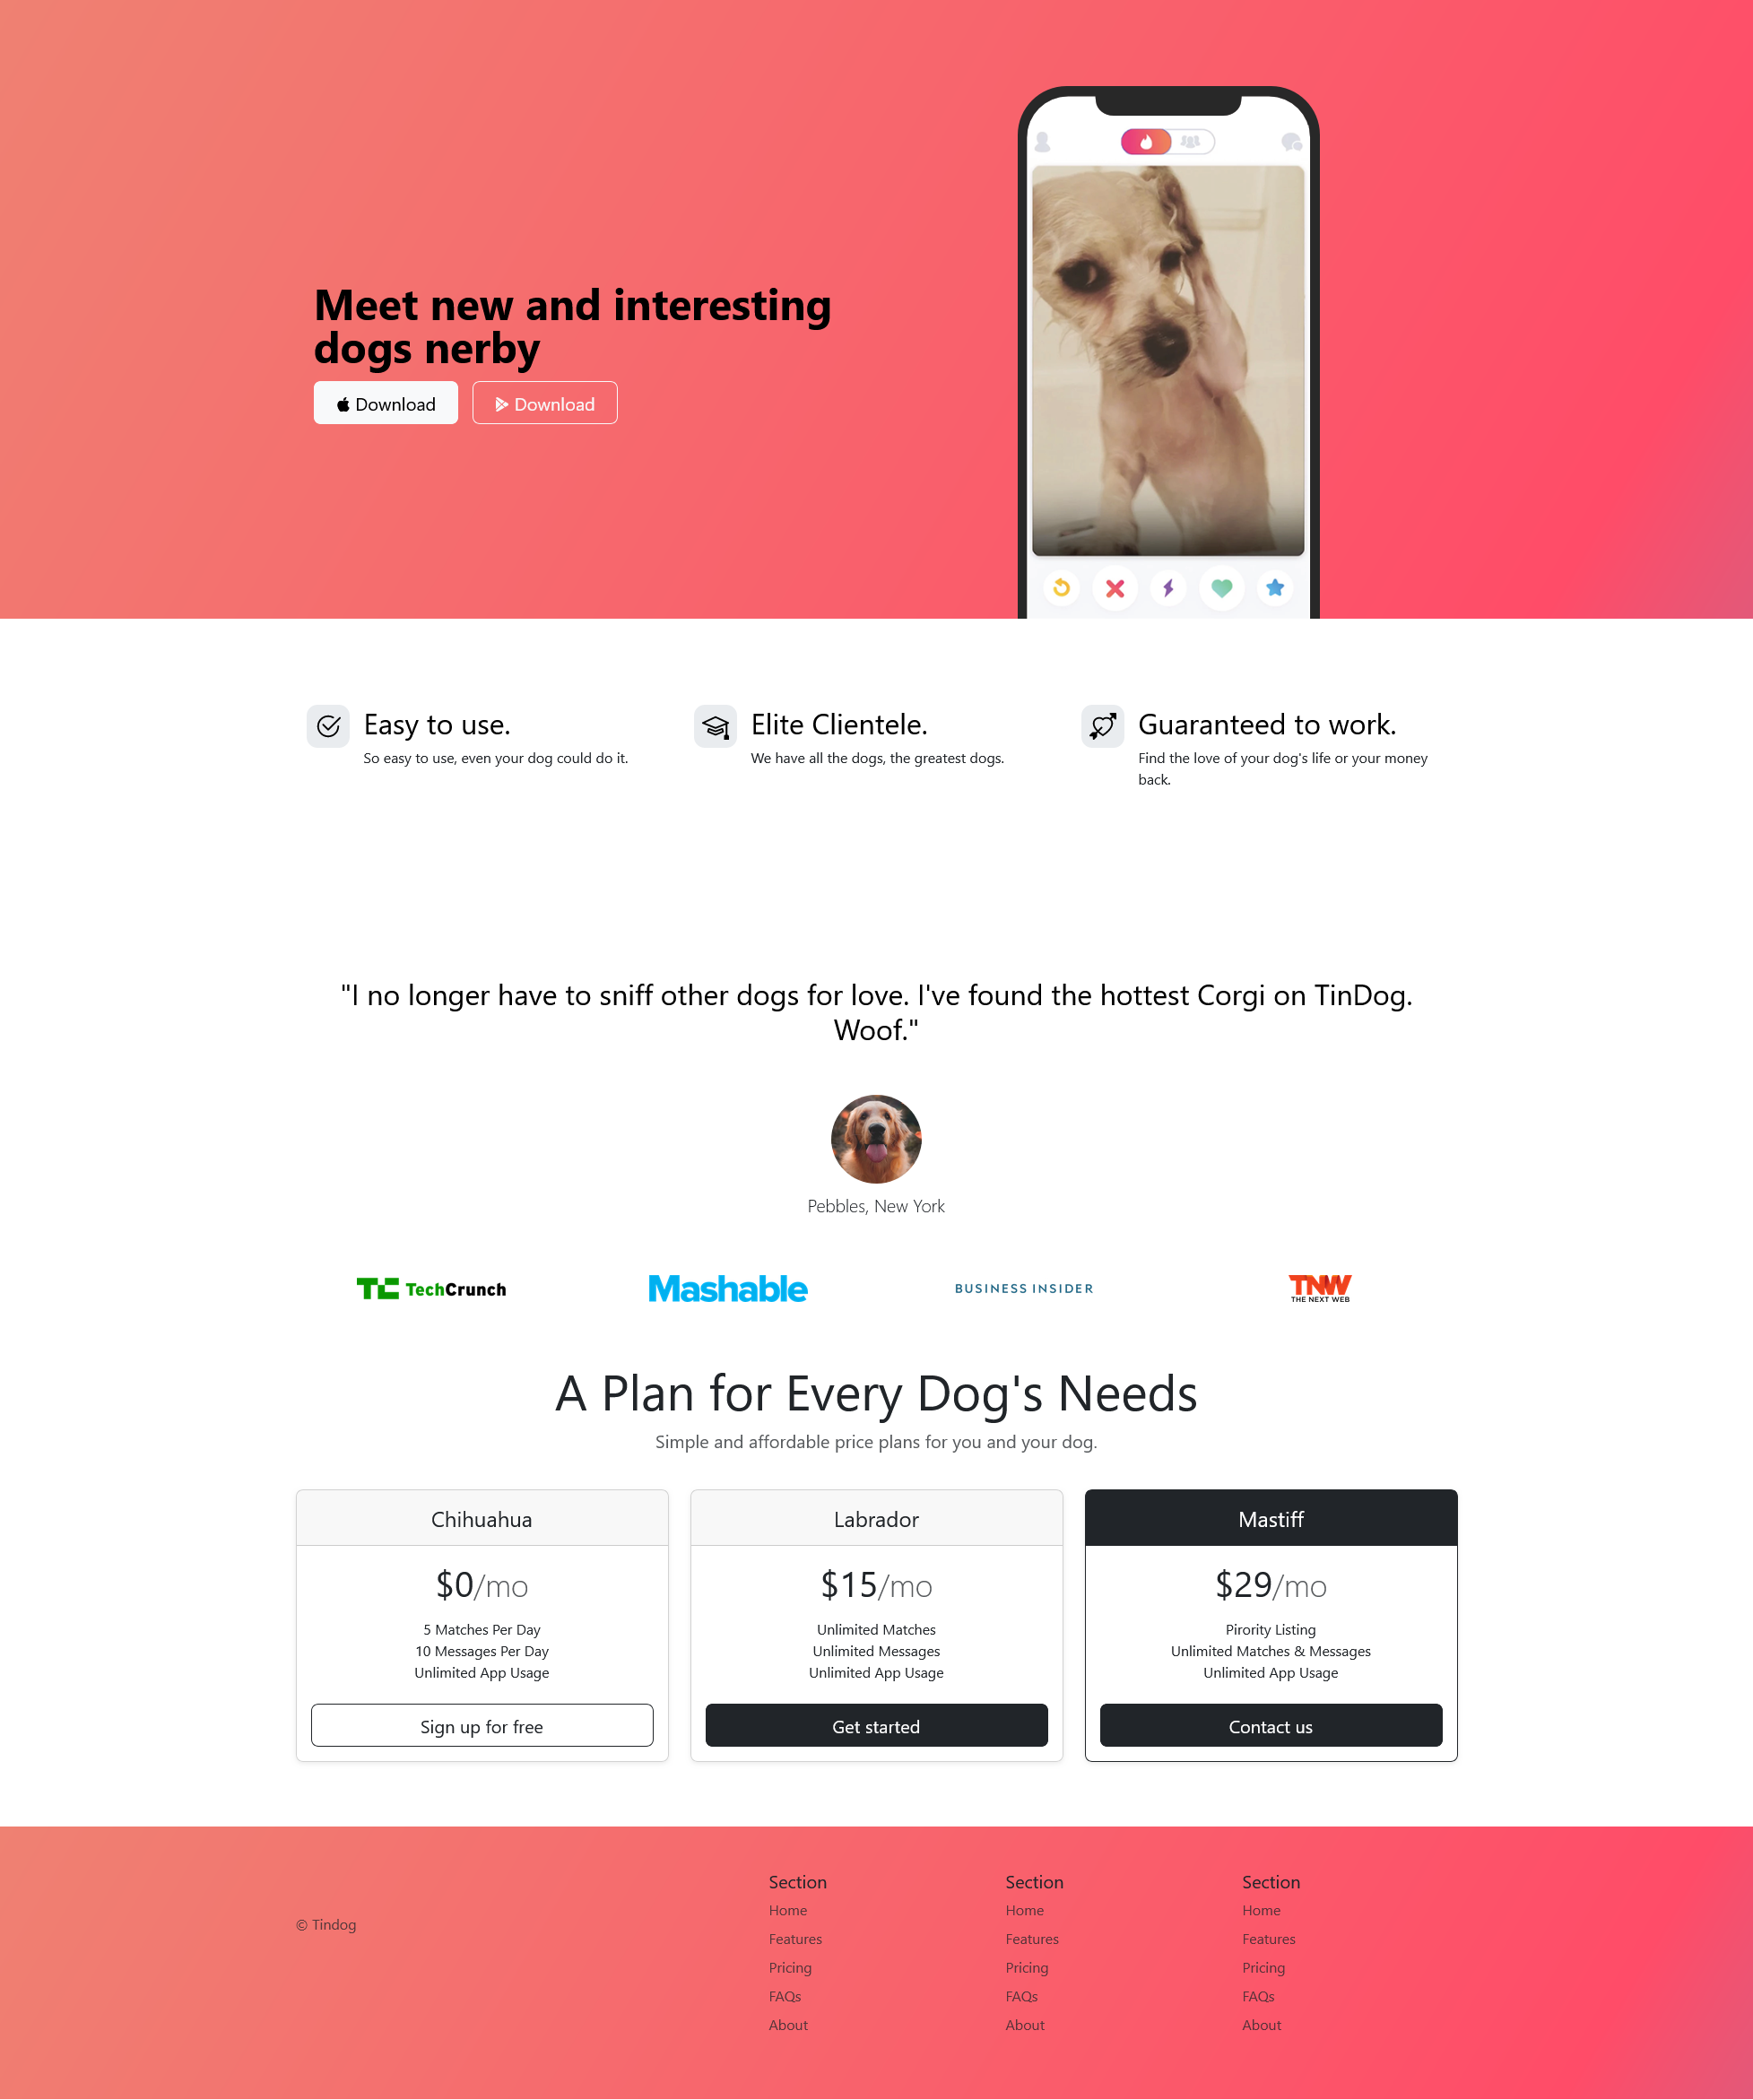 Meet new and interesting
dogs nerby
Download
Download
Easy to use.
So easy to use, even your dog could do it.
Elite Clientele.
We have all the dogs, the greatest dogs.
Guaranteed to work.
Find the love of your dog's life or your money
back.
"I no longer have to sniff other dogs for love. I've found the hottest Corgi on TinDog.
Woof."
Pebbles, New York
TC TechCrunch
Mashable
BUSINESS INSIDER
TNW
THE NEXT WEB
A Plan for Every Dog's Needs
Simple and affordable price plans for you and your dog.
Chihuahua
$0/mo
5 Matches Per Day
10 Messages Per Day
Unlimited App Usage
Sign up for free
Labrador
$15/mo
Unlimited Matches
Unlimited Messages
Unlimited App Usage
Get started
Mastiff
$29/mo
Pirority Listing
Unlimited Matches & Messages
Unlimited App Usage
Contact us
© Tindog
Section
Home
Features
Pricing
FAQs
About
Section
Home
Features
Pricing
FAQs
About
Section
Home
Features
Pricing
FAQs
About